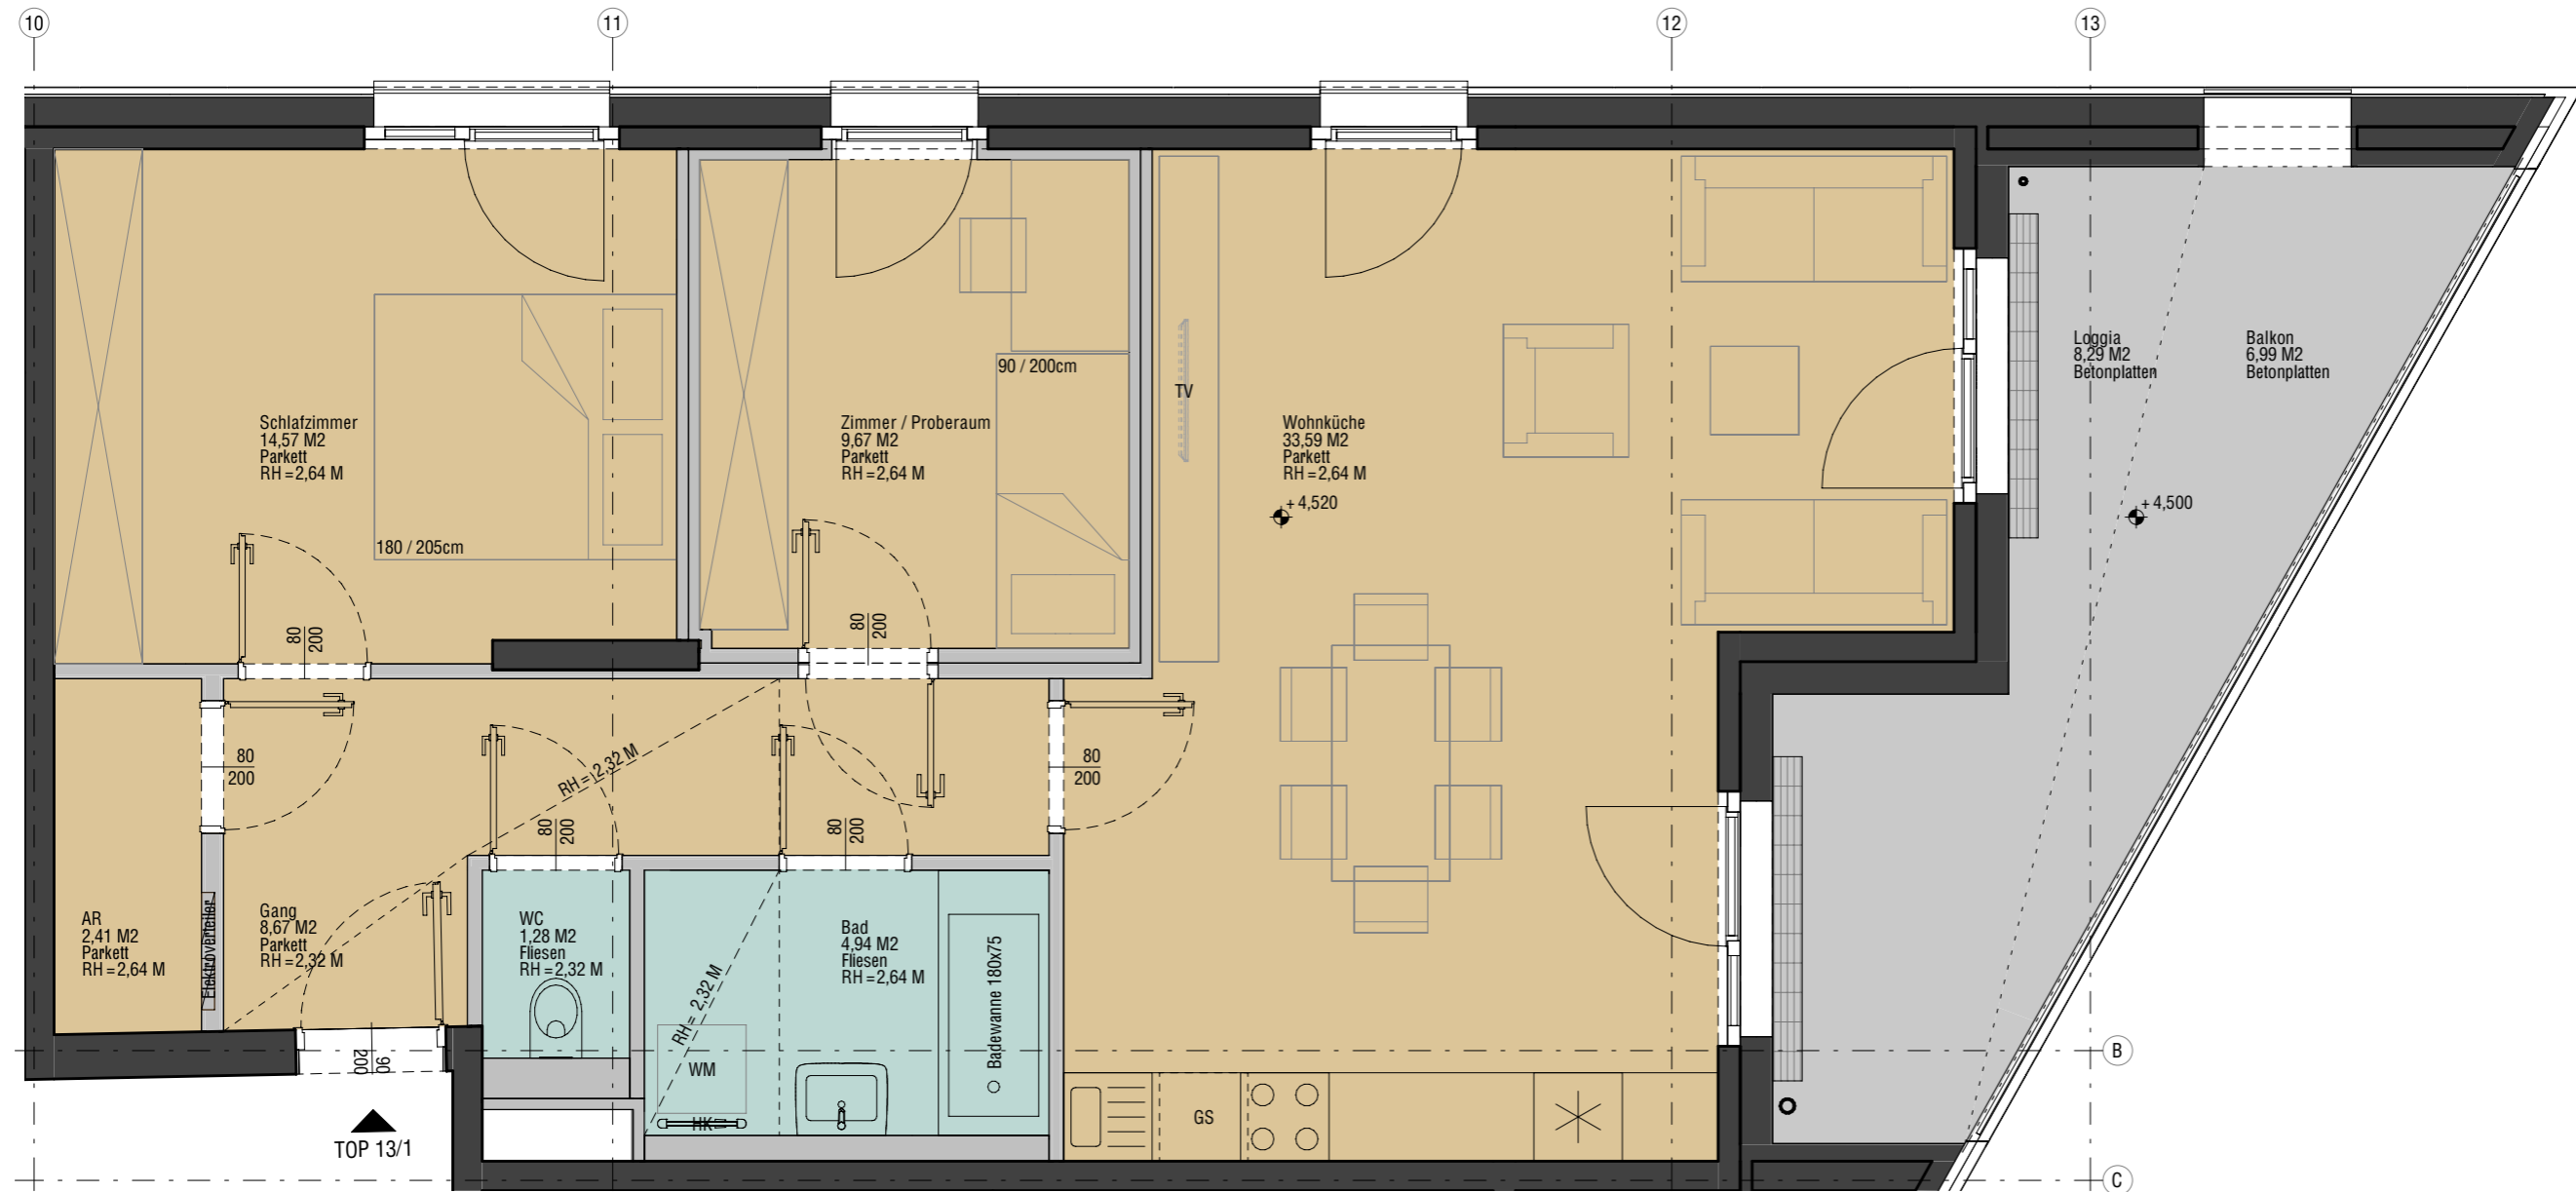 10
11
12
13
Schlafzimmer
14,57 M2
Parkett
RH=2,64 M
180 / 205cm
Zimmer / Proberaum
9,67 M2
Parkett
RH=2,64 M
90 / 200cm
TV
Wohnküche
33,59 M2
Parkett
RH=2,64 M
+ 4,520
Loggia
8,29 M2
Betonplatten
Balkon
6,99 M2
Betonplatten
+ 4,500
80
200
80
200
80
200
80
200
80
200
80
200
RH = 2,32 M
AR
2,41 M2
Parkett
RH=2,64 M
Elektroverteiler
Gang
8,67 M2
Parkett
RH=2,32 M
WC
1,28 M2
Fliesen
RH=2,32 M
Bad
4,94 M2
Fliesen
RH=2,64 M
RH = 2,32 M
Badewanne 180x75
WM
HK
GS
90
200
TOP 13/1
B
C